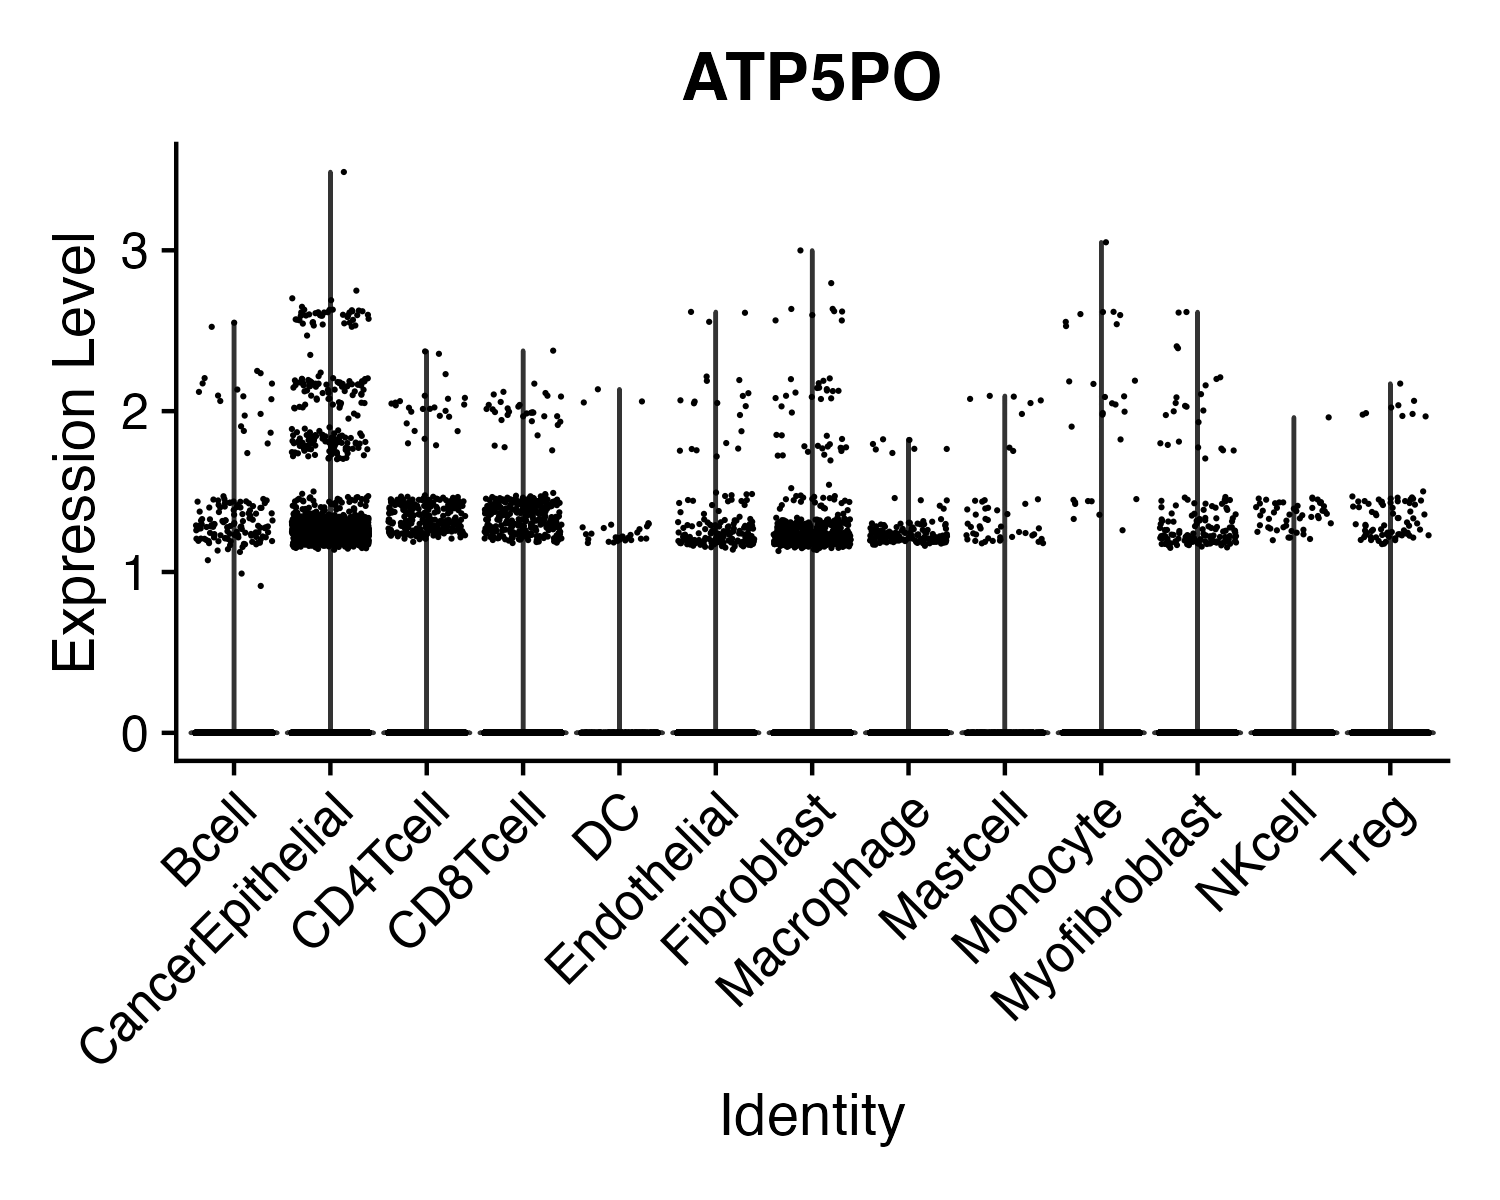 ATP5PO
Expression Level
3
2
1
0
Bcell
CancerEpithelial
CD4Tcell
CD8Tcell
DC
Endothelial
Fibroblast
Macrophage
Mastcell
Monocyte
Myofibroblast
NKcell
Treg
Identity